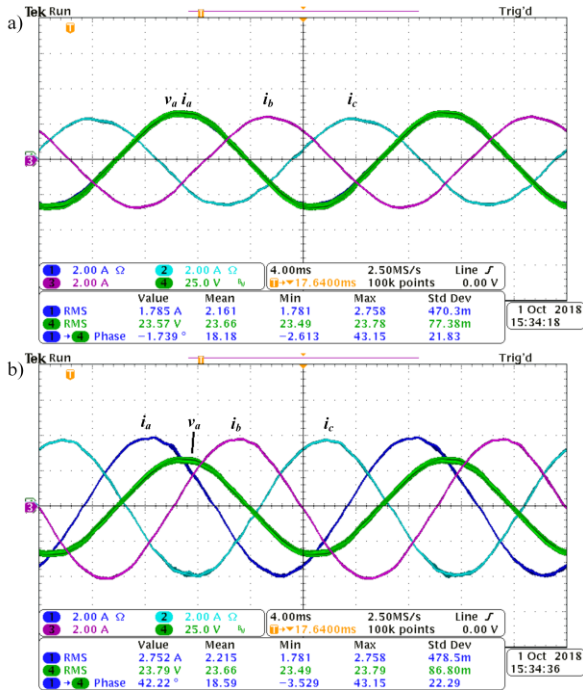 a)
Tek Run Trig'd
T
T
va ia ib ic
3
1 2.00 A Ω 2 2.00 A Ω
3 2.00 A 4 25.0 V
4.00ms 2.50MS/s Line
T→▼17.6400ms 100k points 0.00 V
Value Mean Min Max Std Dev
1 RMS 1.785 A 2.161 1.781 2.758 470.3m
4 RMS 23.57 V 23.66 23.49 23.78 77.38m
1 → 4 Phase −1.739 ° 18.18 −2.613 43.15 21.83
1 Oct 2018
15:34:18
b)
Tek Run Trig'd
T
T
ia va ib ic
3
1 2.00 A Ω 2 2.00 A Ω
3 2.00 A 4 25.0 V
4.00ms 2.50MS/s Line
T→▼17.6400ms 100k points 0.00 V
Value Mean Min Max Std Dev
1 RMS 2.752 A 2.215 1.781 2.758 478.5m
4 RMS 23.79 V 23.66 23.49 23.79 86.80m
1 → 4 Phase 42.22 ° 18.59 −3.529 43.15 22.29
1 Oct 2018
15:34:36